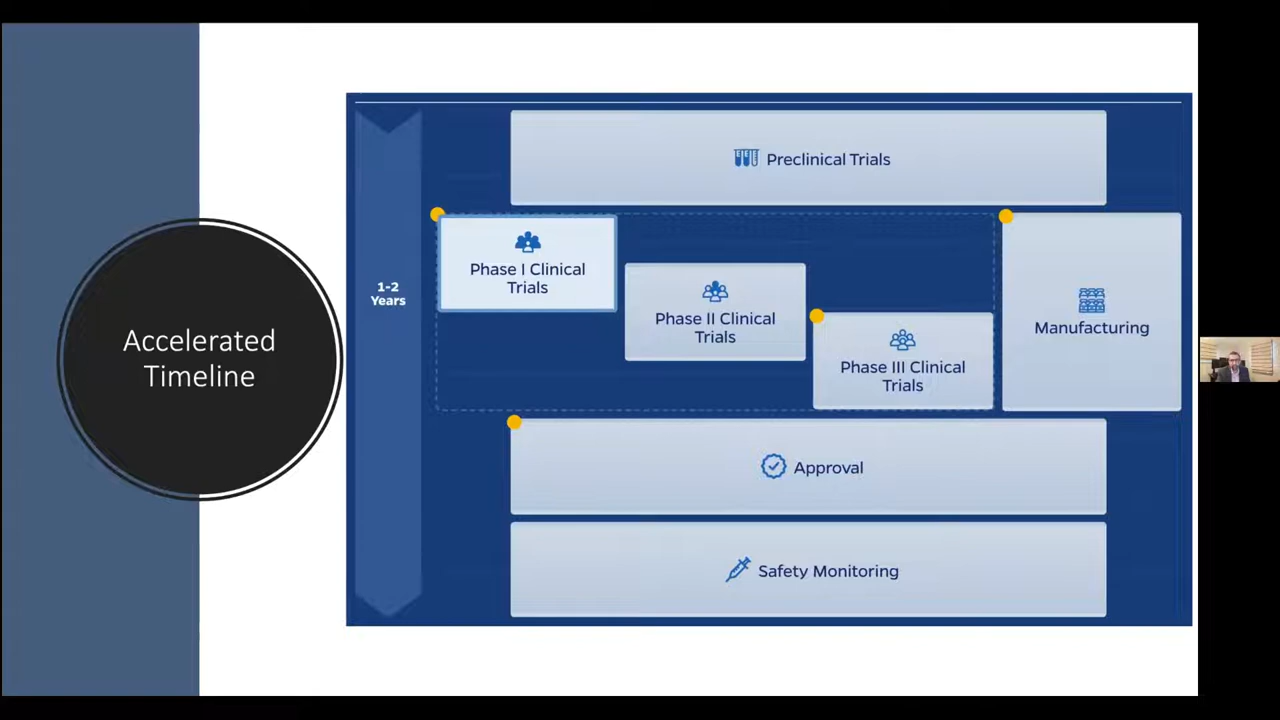 Accelerated
Timeline
1-2
Years
Preclinical Trials
Phase I Clinical
Trials
Phase II Clinical
Trials
Phase III Clinical
Trials
Manufacturing
Approval
Safety Monitoring